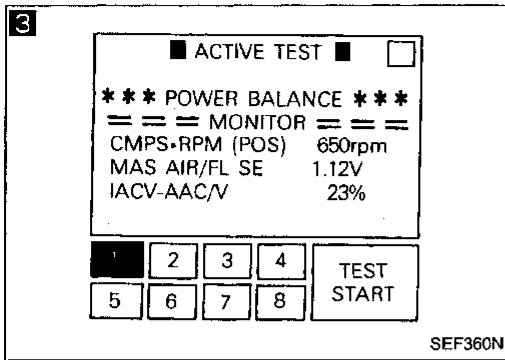 3
■ ACTIVE TEST ■
*** POWER BALANCE ***
= = = MONITOR = = =
CMPS•RPM (POS) 650rpm
MAS AIR/FL SE 1.12V
IACV-AAC/V 23%
1 2 3 4
TEST START
5 6 7 8
SEF360N